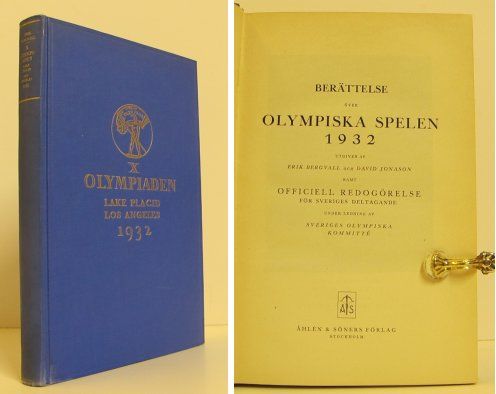 X
OLYMPIADEN
LAKE PLACID
LOS ANGELES
1932
BERÄTTELSE
ÖVER
OLYMPISKA SPELEN
1932
UTGIVEN AV
ERIK BERGVALL OCH DAVID JONASON
SAMT
OFFICIELL REDOGÖRELSE
FÖR SVERIGES DELTAGANDE
UNDER LEDNING AV
SVERIGES OLYMPISKA
KOMMITTÉ
ÅHLÉN & SÖNERS FÖRLAG
STOCKHOLM